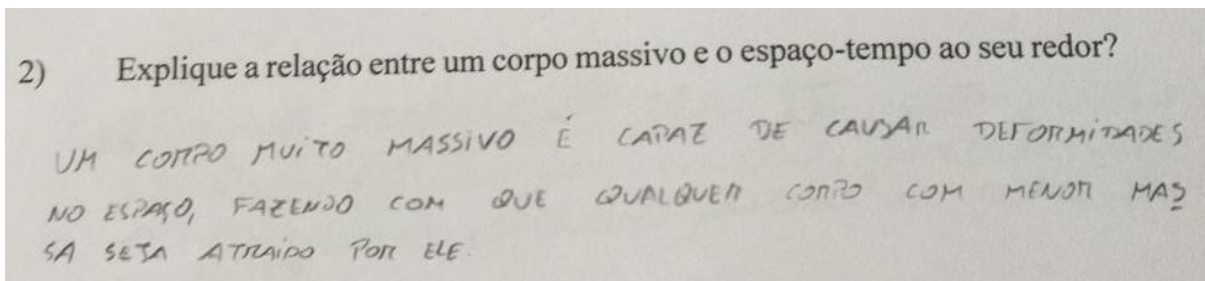 2) Explique a relação entre um corpo massivo e o espaço-tempo ao seu redor?
UM CORPO MUITO MASSIVO É CAPAZ DE CAUSAR DEFORMIDADES
NO ESPAÇO, FAZENDO COM QUE QUALQUER CORPO COM MENOR MAS
SA SEJA ATRAIDO POR ELE.